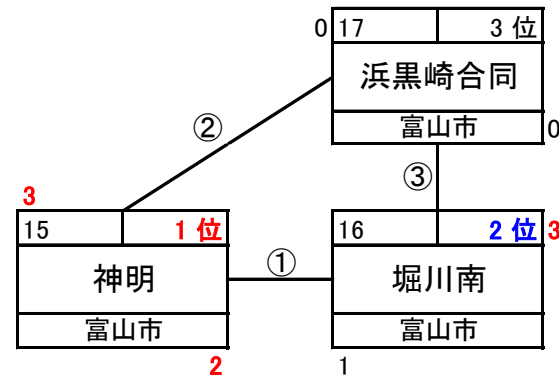 0 17 3 位
浜黒崎合同
富山市 0
②
③
3
15 1 位
16 2 位 3
神明 ① 堀川南
富山市
富山市
2
1